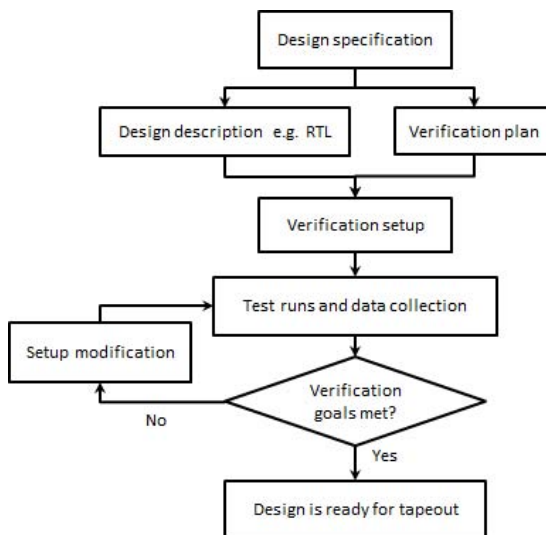 Design specification
Design description e.g. RTL
Verification plan
Verification setup
Test runs and data collection
Setup modification
Verification
goals met?
No
Yes
Design is ready for tapeout